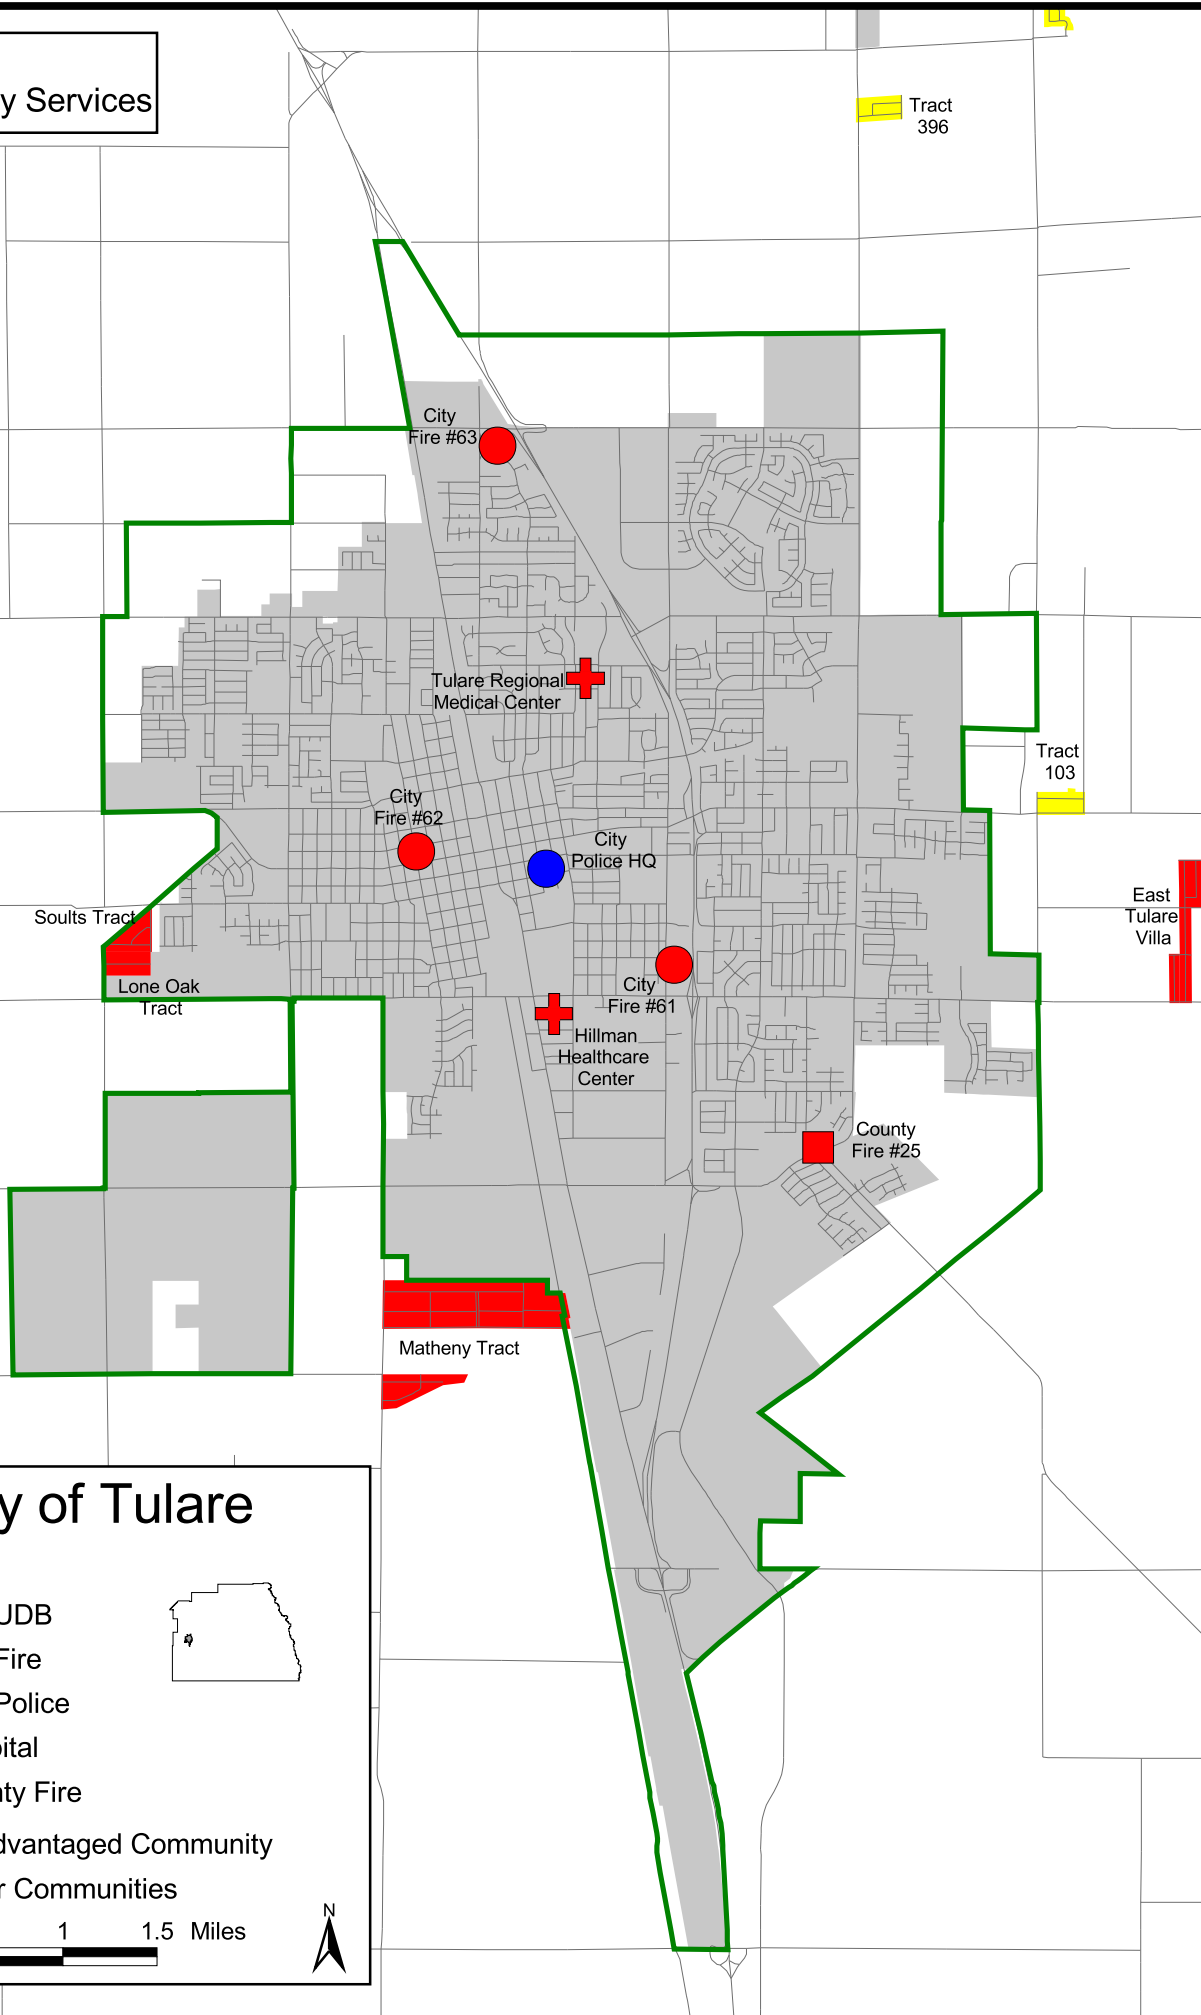 y Services
Tract
396
City
Fire #63
Tulare Regional
Medical Center
Tract
103
City
Fire #62
City
Police HQ
East
Tulare
Villa
Soults Tract
Lone Oak
Tract
City
Fire #61
Hillman
Healthcare
Center
County
Fire #25
Matheny Tract
y of Tulare
UDB
Fire
Police
pital
nty Fire
dvantaged Community
r Communities
N
1 1.5 Miles